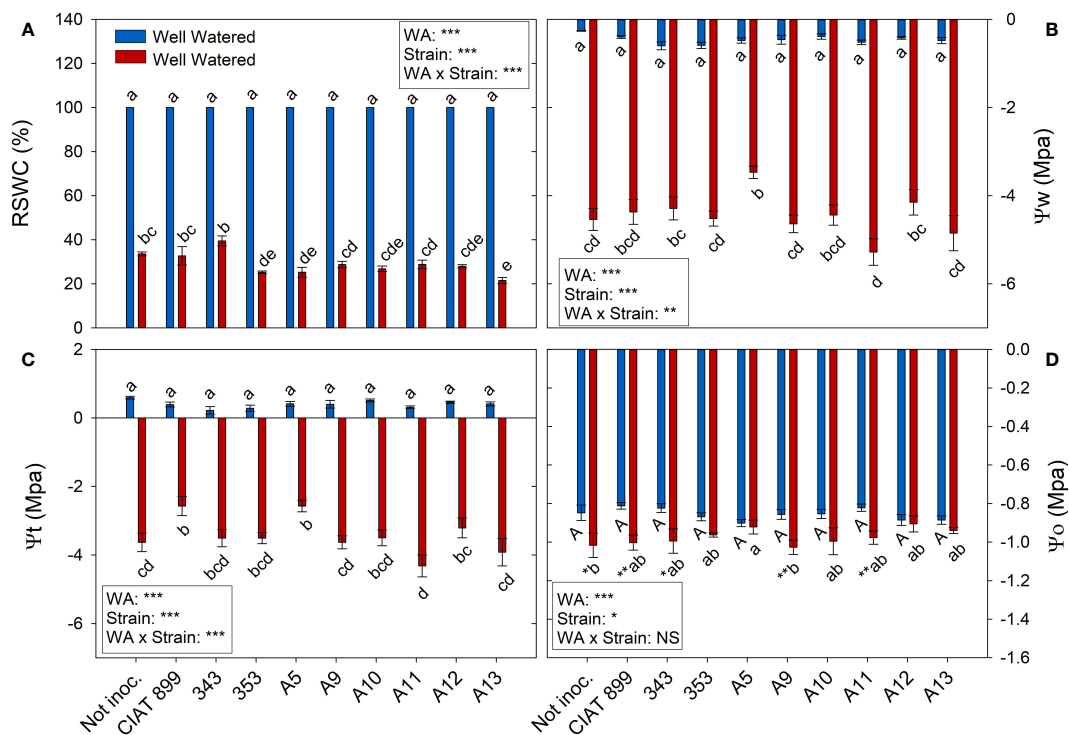 A
140
120
100
80
60
40
20
0
RSWC (%)
Well Watered
Well Watered
WA: ***
Strain: ***
WA x Strain: ***
a a a a a a a a a a
bc bc b de de cd cde cd cde e
B
0
-2
-4
-6
Ψw (Mpa)
a a a a a a a a a a
cd bcd bc cd b cd bcd d bc cd
WA: ***
Strain: ***
WA x Strain: **
C
2
0
-2
-4
-6
Ψt (Mpa)
a a a a a a a a a a
cd b bcd bcd b cd bcd d bc cd
WA: ***
Strain: ***
WA x Strain: ***
Not inoc. CIAT 899 343 353 A5 A9 A10 A11 A12 A13
D
0.0
-0.2
-0.4
-0.6
-0.8
-1.0
-1.2
-1.4
-1.6
Ψo (Mpa)
A A A A A A A A A A
*b **ab *ab ab a **b ab **ab ab ab
WA: ***
Strain: *
WA x Strain: NS
Not inoc. CIAT 899 343 353 A5 A9 A10 A11 A12 A13